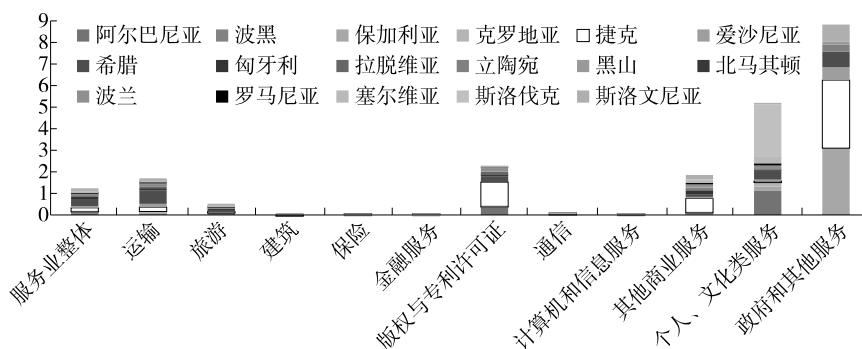 9
8
7
6
5
4
3
2
1
0
阿尔巴尼亚 波黑 保加利亚 克罗地亚 捷克 爱沙尼亚
希腊 匈牙利 拉脱维亚 立陶宛 黑山 北马其顿
波兰 罗马尼亚 塞尔维亚 斯洛伐克 斯洛文尼亚
服务业整体
运输
旅游
建筑
保险
金融服务
版权与专利许可证
通信
计算机和信息服务
其他商业服务
个人、文化类服务
政府和其他服务